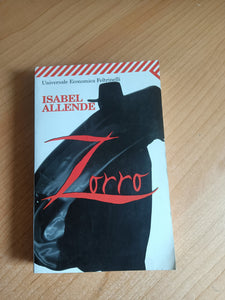 Universale Economica Feltrinelli
ISABEL
ALLENDE
Zorro